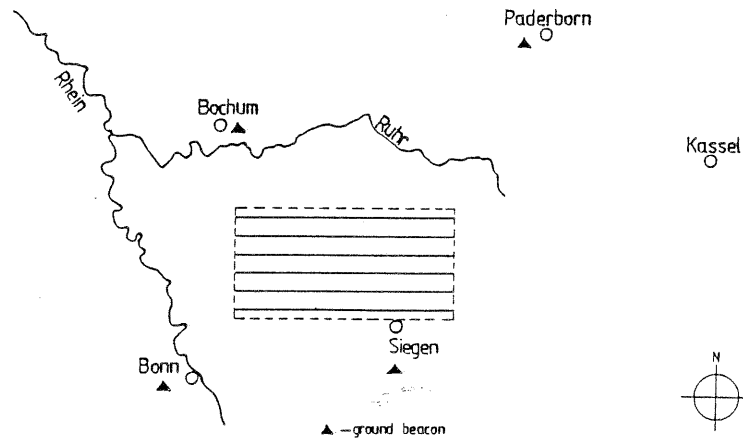 Paderborn
Rhein
Bochum
Ruhr
Kassel
Siegen
Bonn
N
▲ – ground beacon